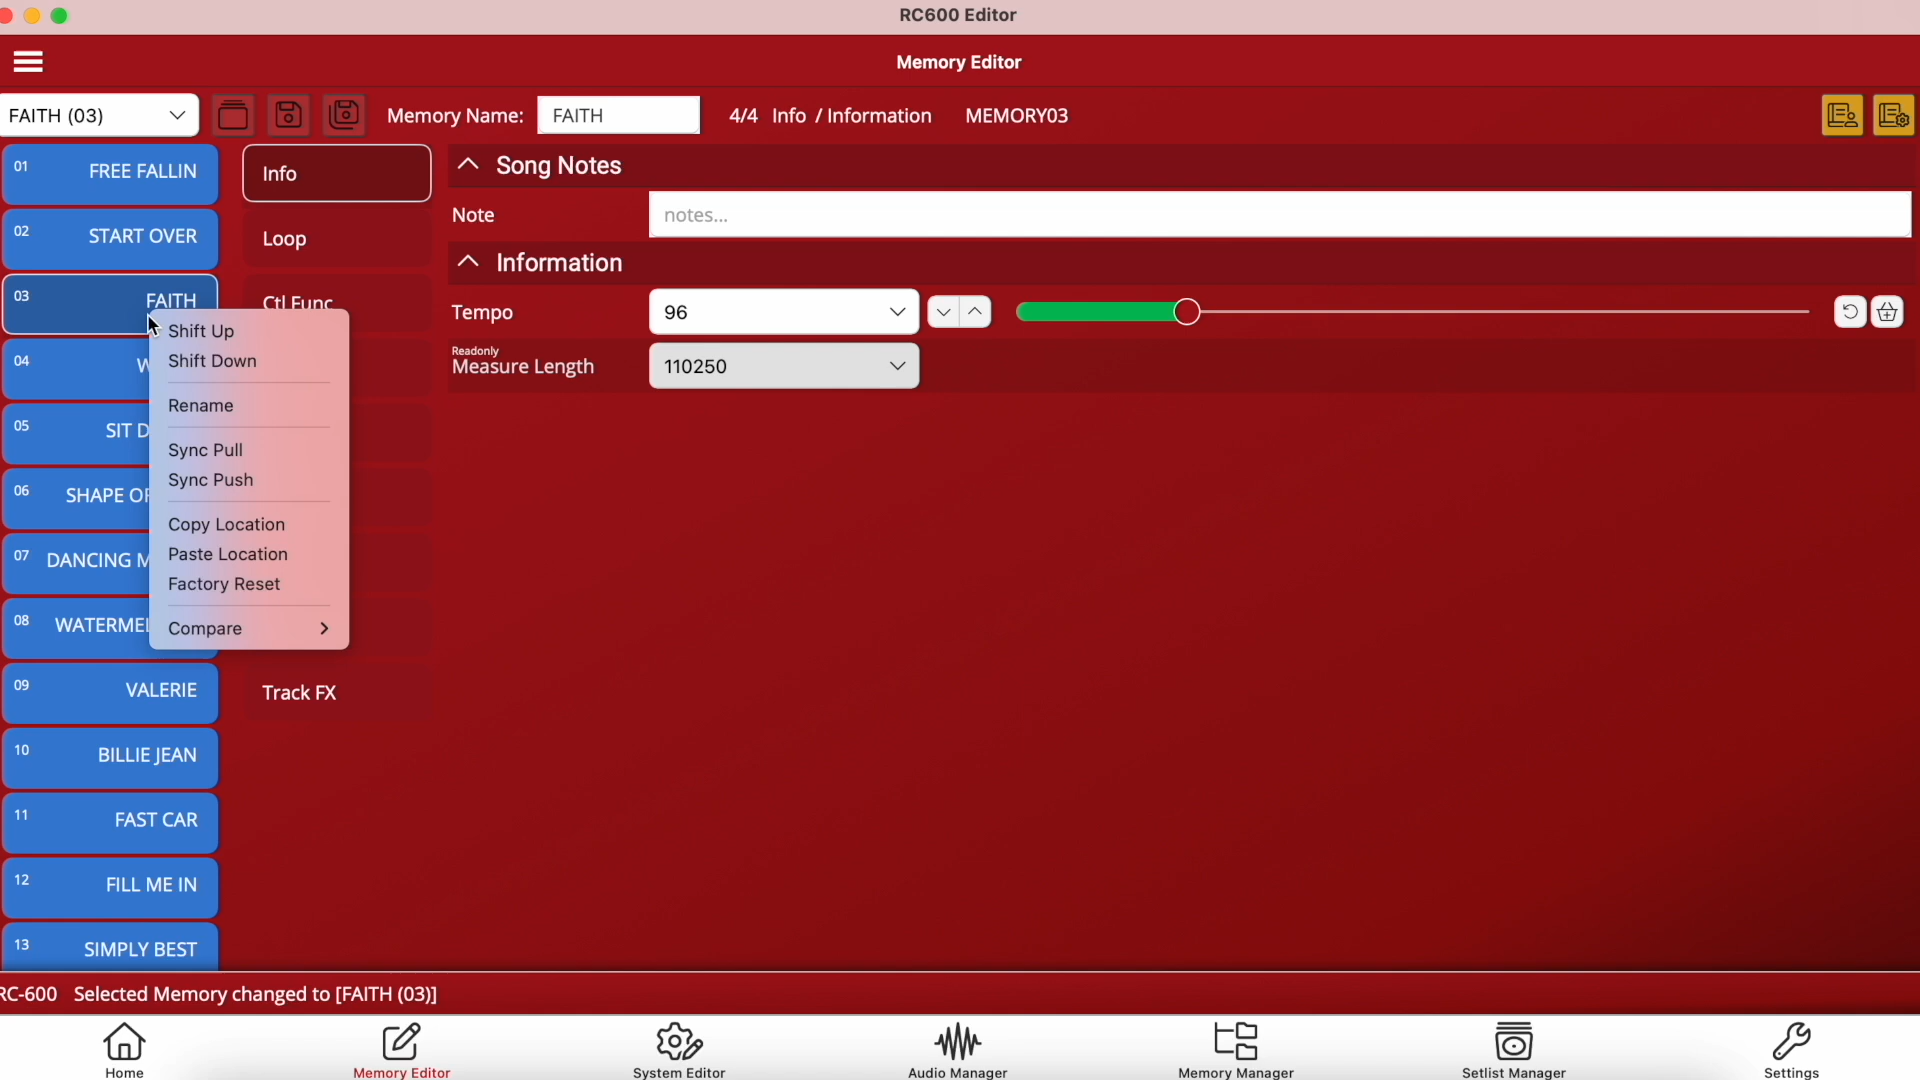 RC600 Editor
Memory Editor
FAITH (03)
Memory Name:
FAITH
4/4 Info / Information MEMORY03
01 FREE FALLIN
02 START OVER
03 FAITH
04 W
05 SIT D
06 SHAPE OF
07 DANCING M
08 WATERMEL
09 VALERIE
10 BILLIE JEAN
11 FAST CAR
12 FILL ME IN
13 SIMPLY BEST
Shift Up
Shift Down
Rename
Sync Pull
Sync Push
Copy Location
Paste Location
Factory Reset
Compare
Info
Loop
Ctl Func
Track FX
Song Notes
Note
notes...
Information
Tempo
96
Readonly
Measure Length
110250
RC-600 Selected Memory changed to [FAITH (03)]
Home
Memory Editor
System Editor
Audio Manager
Memory Manager
Setlist Manager
Settings